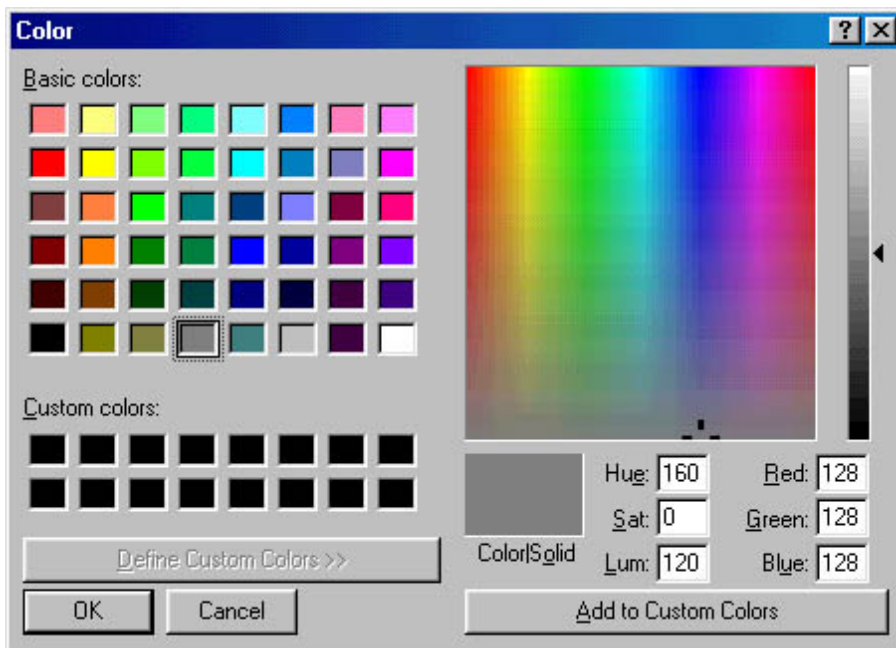 Color
Basic colors:
Custom colors:
Define Custom Colors >>
OK Cancel
Color|Solid
Hue: 160 Red: 128
Sat: 0 Green: 128
Lum: 120 Blue: 128
Add to Custom Colors